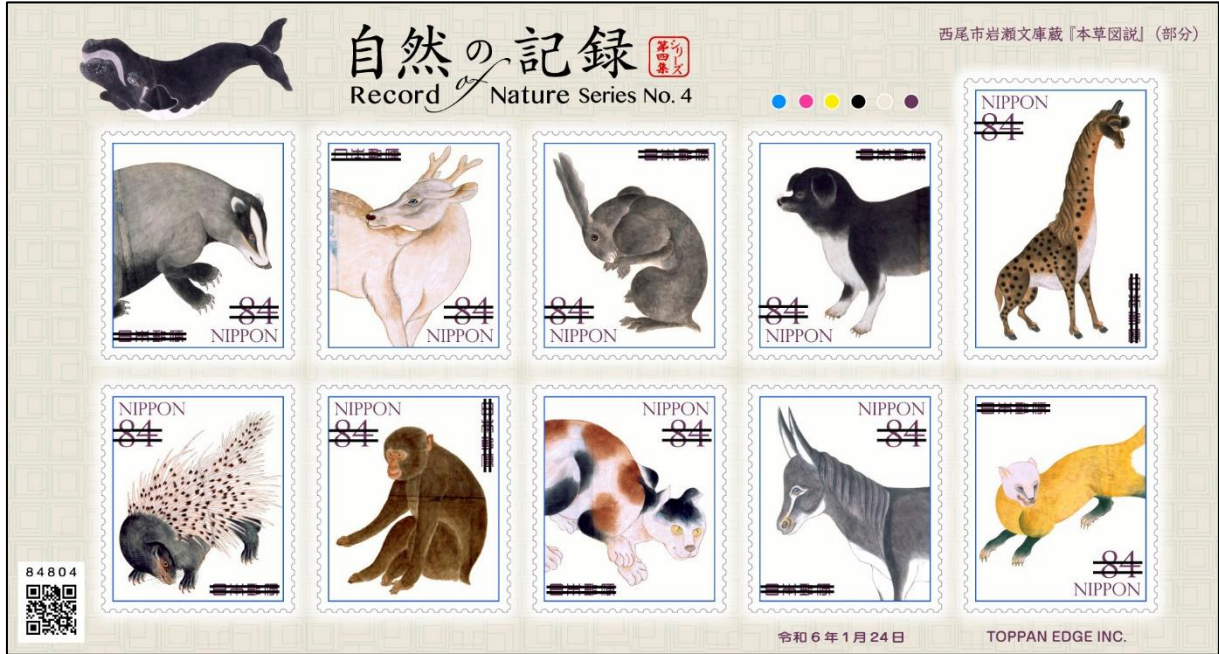 自然の記録 シリーズ第四集
Record of Nature Series No. 4
西尾市岩瀬文庫蔵『本草図説』(部分)
84
NIPPON
84
NIPPON
84
NIPPON
84
NIPPON
NIPPON
84
NIPPON
84
NIPPON
84
NIPPON
84
NIPPON
84
84
NIPPON
84804
令和6年1月24日
TOPPAN EDGE INC.